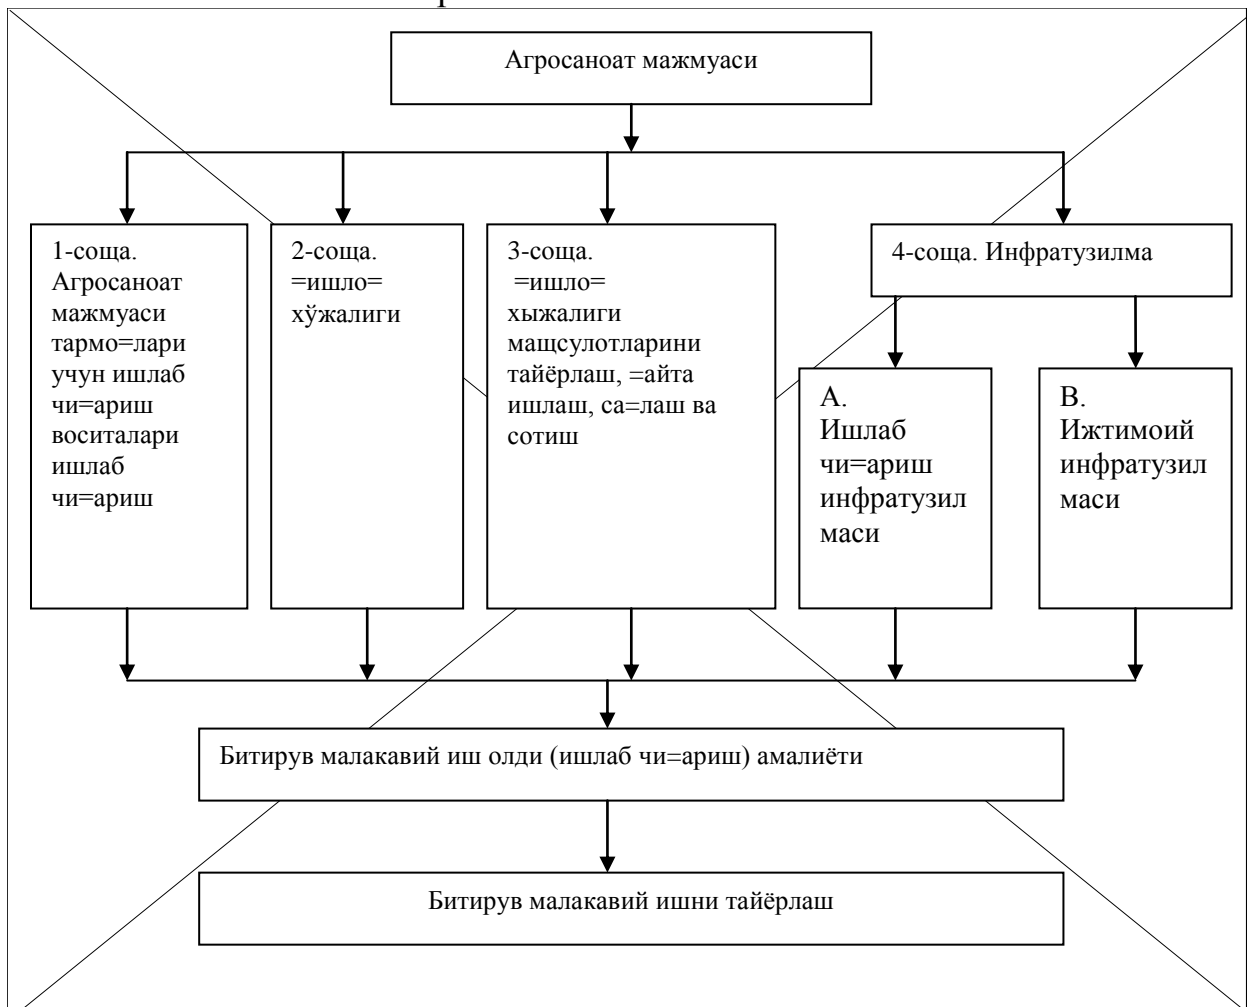 Агросаноат мажмуаси
1-соща.
Агросаноат
мажмуаси
тармо=лари
учун ишлаб
чи=ариш
воситалари
ишлаб
чи=ариш
2-соща.
=ишло=
хўжалиги
3-соща.
=ишло=
хыжалиги
мащсулотларини
тайёрлаш, =айта
ишлаш, са=лаш ва
сотиш
4-соща. Инфратузилма
А.
Ишлаб
чи=ариш
инфратузил
маси
В.
Ижтимоий
инфратузил
маси
Битирув малакавий иш олди (ишлаб чи=ариш) амалиёти
Битирув малакавий ишни тайёрлаш